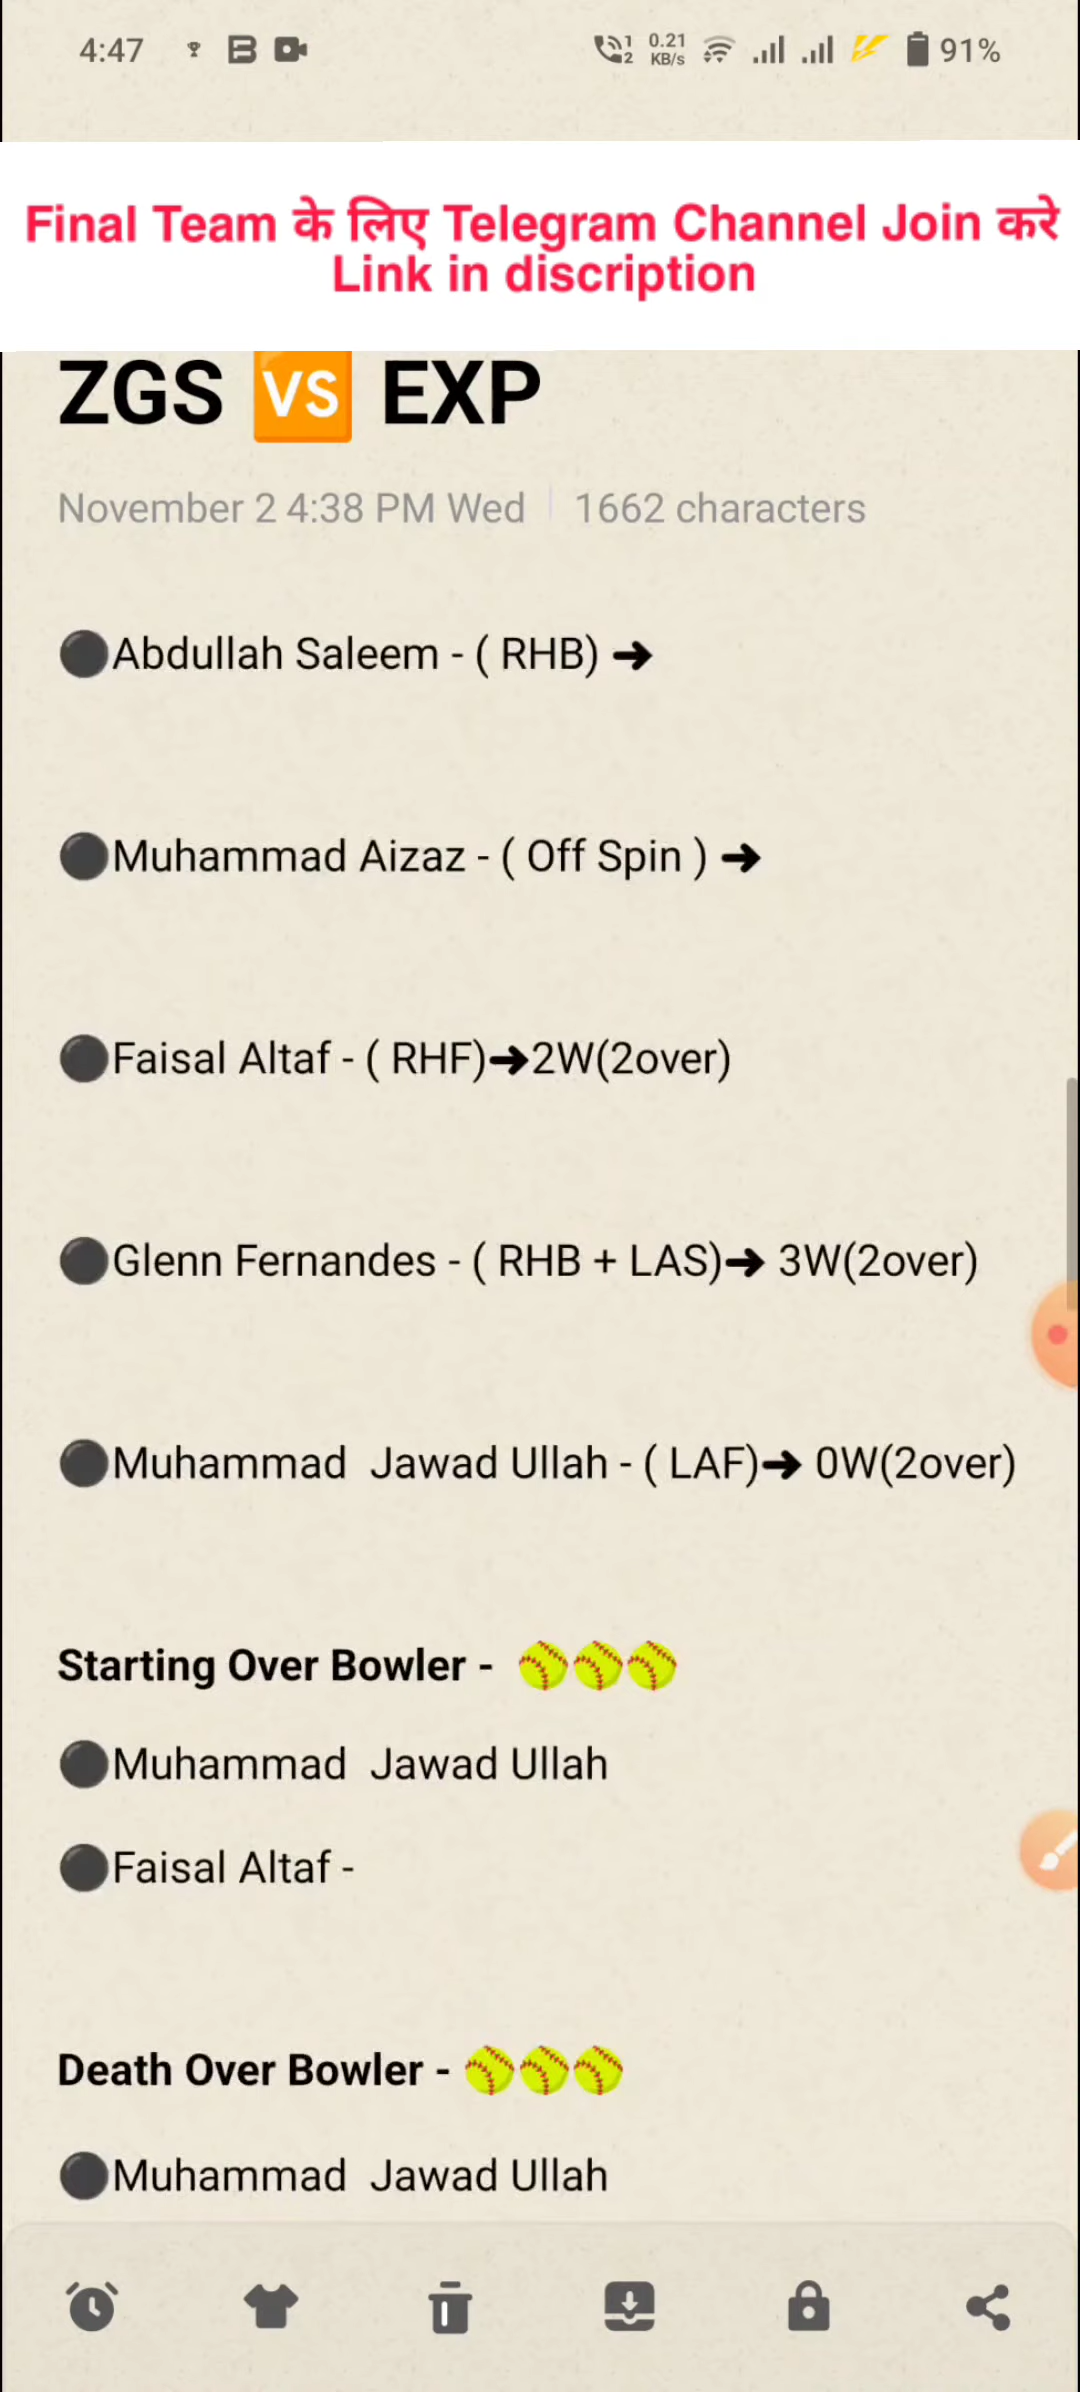 4:47
0.21 KB/s
91%
Final Team के लिए Telegram Channel Join करे
Link in discription
ZGS VS EXP
November 2 4:38 PM Wed | 1662 characters
⚫Abdullah Saleem - ( RHB) ➜
⚫Muhammad Aizaz - ( Off Spin ) ➜
⚫Faisal Altaf - ( RHF)➜2W(2over)
⚫Glenn Fernandes - ( RHB + LAS)➜ 3W(2over)
⚫Muhammad Jawad Ullah - ( LAF)➜ 0W(2over)
Starting Over Bowler - 🥎🥎🥎
⚫Muhammad Jawad Ullah
⚫Faisal Altaf -
Death Over Bowler - 🥎🥎🥎
⚫Muhammad Jawad Ullah